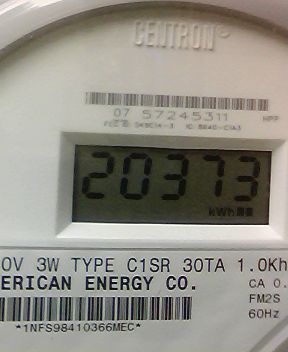 CENTRON
07 57245311 HPP
20373
kWh
0V 3W TYPE C1SR 30TA 1.0Kh
ERICAN ENERGY CO. CA 0.
FM2S
60Hz
*1NFS98410366MEC*